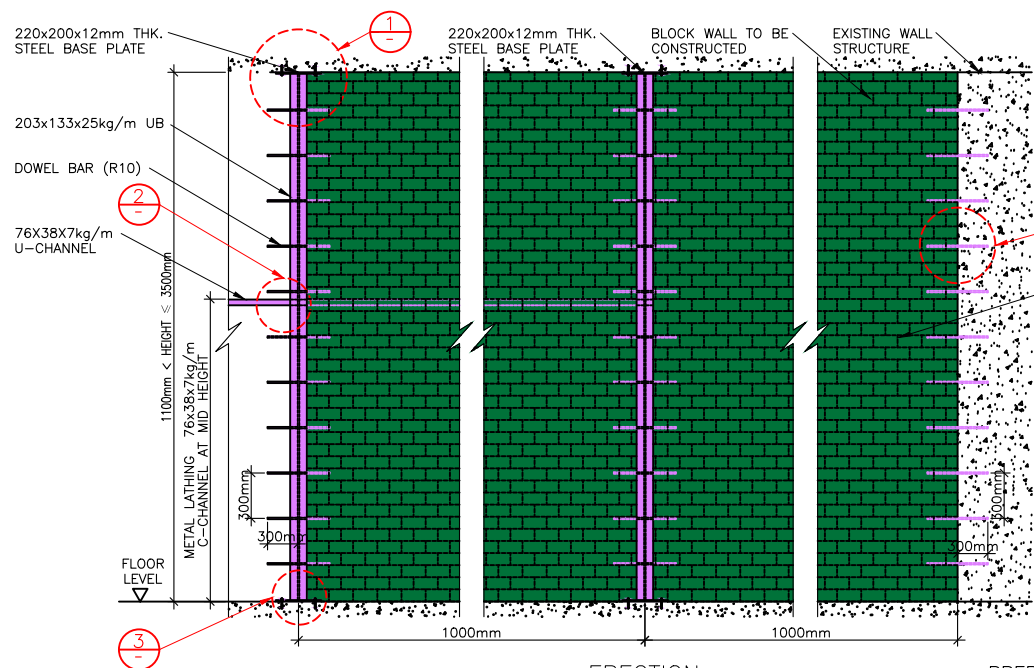 220x200x12mm THK.
STEEL BASE PLATE
1
-
220x200x12mm THK.
STEEL BASE PLATE
BLOCK WALL TO BE
CONSTRUCTED
EXISTING WALL
STRUCTURE
203x133x25kg/m UB
DOWEL BAR (R10)
2
-
76X38X7kg/m
U-CHANNEL
1100mm < HEIGHT ≤ 3500mm
METAL LATHING 76x38x7kg/m
C-CHANNEL AT MID HEIGHT
300mm
300mm
300mm
300mm
FLOOR
LEVEL
3
-
1000mm
1000mm